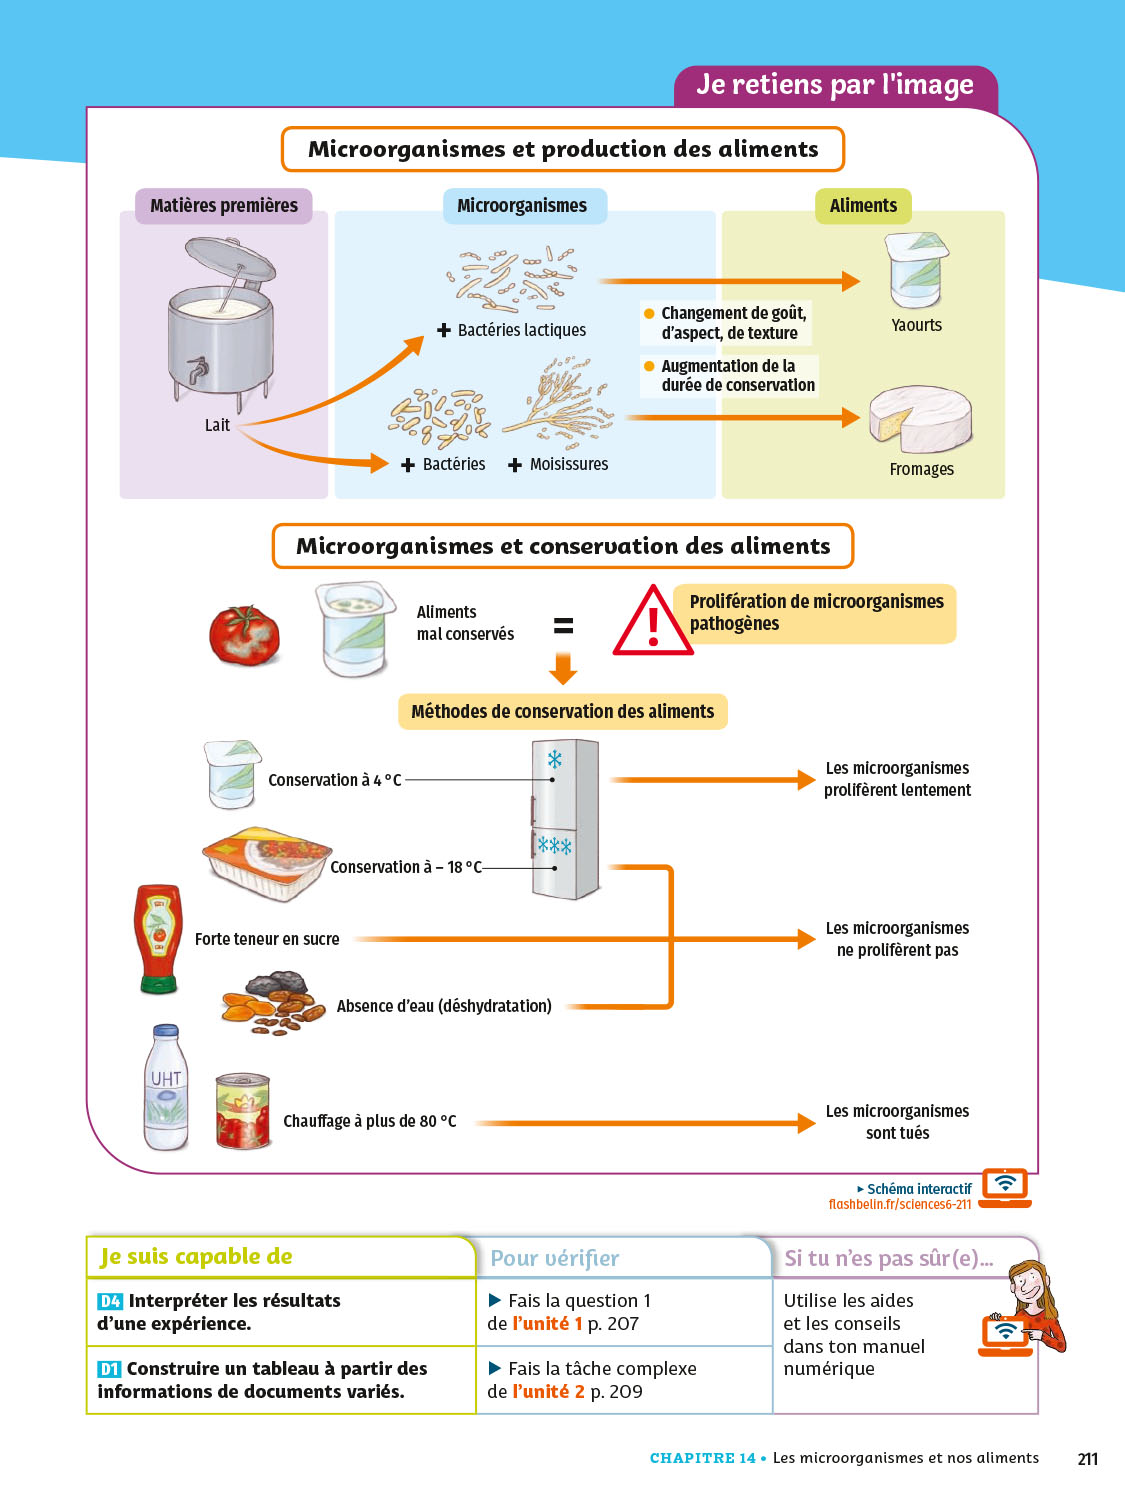 Je retiens par l'image
Microorganismes et production des aliments
Matières premières
Microorganismes
Aliments
+ Bactéries lactiques
Changement de goût,
d'aspect, de texture
Yaourts
Augmentation de la
durée de conservation
Lait
+ Bactéries + Moisissures
Fromages
Microorganismes et conservation des aliments
Aliments
mal conservés
=
!
Prolifération de microorganismes
pathogènes
Méthodes de conservation des aliments
Conservation à 4 °C
Les microorganismes
prolifèrent lentement
Conservation à – 18 °C
Forte teneur en sucre
Les microorganismes
ne prolifèrent pas
Absence d'eau (déshydratation)
UHT
Chauffage à plus de 80 °C
Les microorganismes
sont tués
▸ Schéma interactif
flashbelin.fr/sciences6-211
Je suis capable de
Pour vérifier
Si tu n'es pas sûr(e)...
D4 Interpréter les résultats
d'une expérience.
▶ Fais la question 1
de l'unité 1 p. 207
Utilise les aides
et les conseils
dans ton manuel
numérique
D1 Construire un tableau à partir des
informations de documents variés.
▶ Fais la tâche complexe
de l'unité 2 p. 209
CHAPITRE 14 • Les microorganismes et nos aliments 211